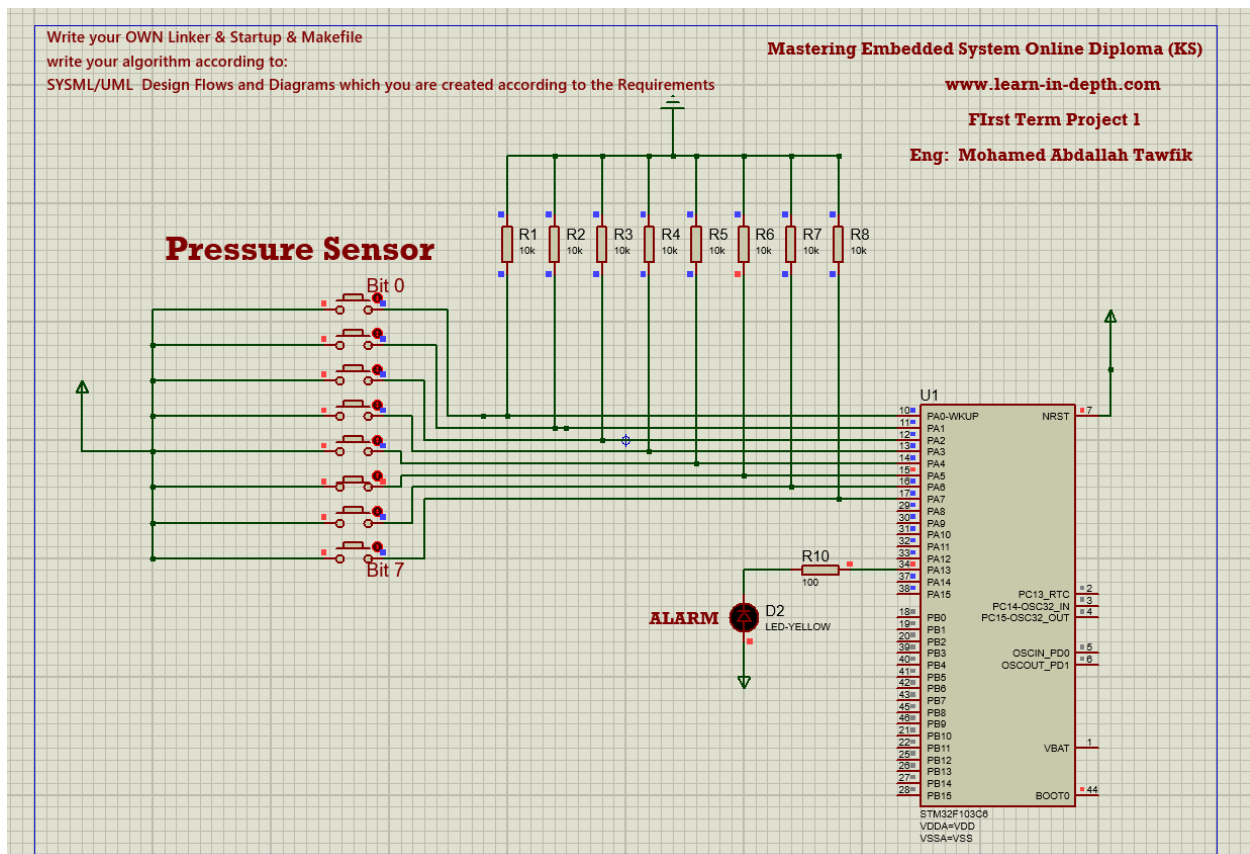 Write your OWN Linker & Startup & Makefile
write your algorithm according to:
SYSML/UML  Design Flows and Diagrams which you are created according to the Requirements
Mastering Embedded System Online Diploma (KS)
www.learn-in-depth.com
FIrst Term Project 1
Eng:  Mohamed Abdallah Tawfik
Pressure Sensor
Bit 0
Bit 7
R1
10k
R2
10k
R3
10k
R4
10k
R5
10k
R6
10k
R7
10k
R8
10k
R10
100
ALARM
D2
LED-YELLOW
U1
10 PA0-WKUP
11 PA1
12 PA2
13 PA3
14 PA4
15 PA5
16 PA6
17 PA7
29 PA8
30 PA9
31 PA10
32 PA11
33 PA12
34 PA13
37 PA14
38 PA15
18 PB0
19 PB1
20 PB2
39 PB3
40 PB4
41 PB5
42 PB6
43 PB7
45 PB8
46 PB9
21 PB10
22 PB11
25 PB12
26 PB13
27 PB14
28 PB15
NRST 7
PC13_RTC 2
PC14-OSC32_IN 3
PC15-OSC32_OUT 4
OSCIN_PD0 5
OSCOUT_PD1 6
VBAT 1
BOOT0 44
STM32F103C6
VDDA=VDD
VSSA=VSS